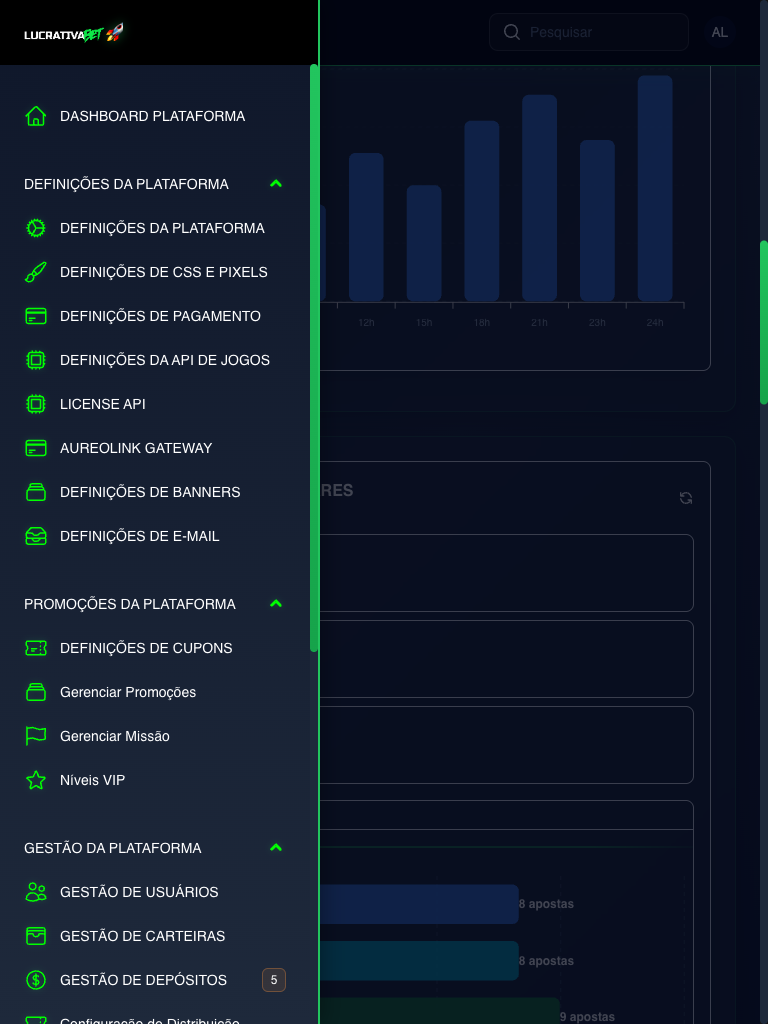 LUCRATIVABET
Pesquisar
AL
DASHBOARD PLATAFORMA
DEFINIÇÕES DA PLATAFORMA
DEFINIÇÕES DA PLATAFORMA
DEFINIÇÕES DE CSS E PIXELS
DEFINIÇÕES DE PAGAMENTO
DEFINIÇÕES DA API DE JOGOS
LICENSE API
AUREOLINK GATEWAY
DEFINIÇÕES DE BANNERS
DEFINIÇÕES DE E-MAIL
PROMOÇÕES DA PLATAFORMA
DEFINIÇÕES DE CUPONS
Gerenciar Promoções
Gerenciar Missão
Níveis VIP
GESTÃO DA PLATAFORMA
GESTÃO DE USUÁRIOS
GESTÃO DE CARTEIRAS
GESTÃO DE DEPÓSITOS 5
Configuração de Distribuição
12h 15h 18h 21h 23h 24h
RES
8 apostas
8 apostas
9 apostas